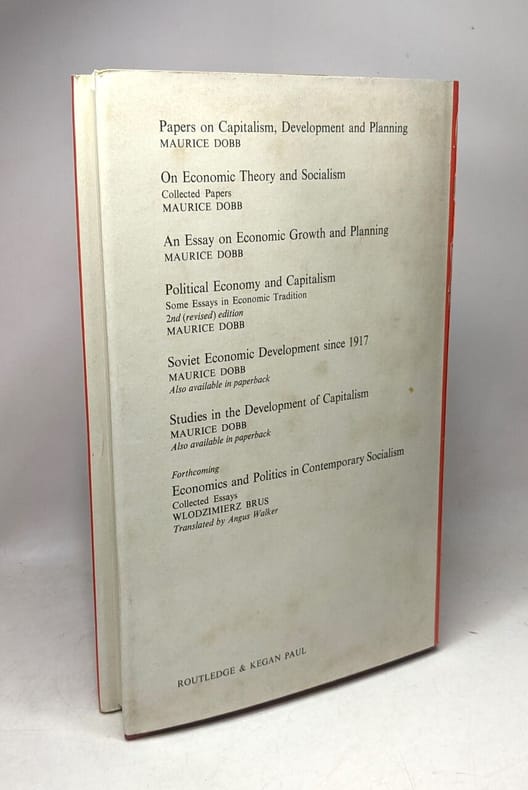 Papers on Capitalism, Development and Planning
MAURICE DOBB
On Economic Theory and Socialism
Collected Papers
MAURICE DOBB
An Essay on Economic Growth and Planning
MAURICE DOBB
Political Economy and Capitalism
Some Essays in Economic Tradition
2nd (revised) edition
MAURICE DOBB
Soviet Economic Development since 1917
MAURICE DOBB
Also available in paperback
Studies in the Development of Capitalism
MAURICE DOBB
Also available in paperback
Forthcoming
Economics and Politics in Contemporary Socialism
Collected Essays
WLODZIMIERZ BRUS
Translated by Angus Walker
ROUTLEDGE & KEGAN PAUL